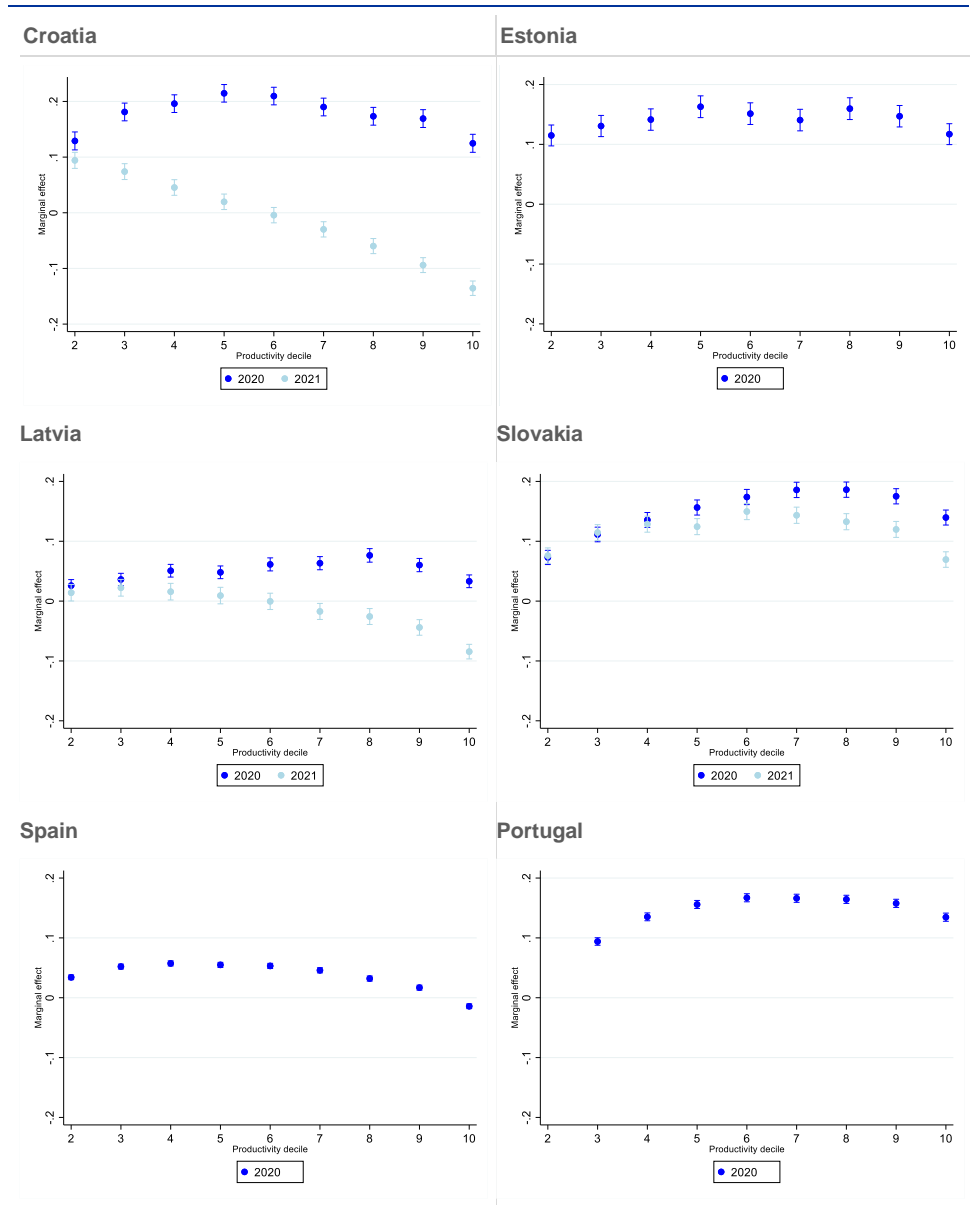 Croatia
Estonia
.2
.1
0
-.1
-.2
Marginal effect
2 3 4 5 6 7 8 9 10
Productivity decile
2020 2021
.2
.1
0
-.1
-.2
Marginal effect
2 3 4 5 6 7 8 9 10
Productivity decile
2020
Latvia
Slovakia
.2
.1
0
-.1
-.2
Marginal effect
2 3 4 5 6 7 8 9 10
Productivity decile
2020 2021
.2
.1
0
-.1
-.2
Marginal effect
2 3 4 5 6 7 8 9 10
Productivity decile
2020 2021
Spain
Portugal
.2
.1
0
-.1
-.2
Marginal effect
2 3 4 5 6 7 8 9 10
Productivity decile
2020
.2
.1
0
-.1
-.2
Marginal effect
2 3 4 5 6 7 8 9 10
Productivity decile
2020